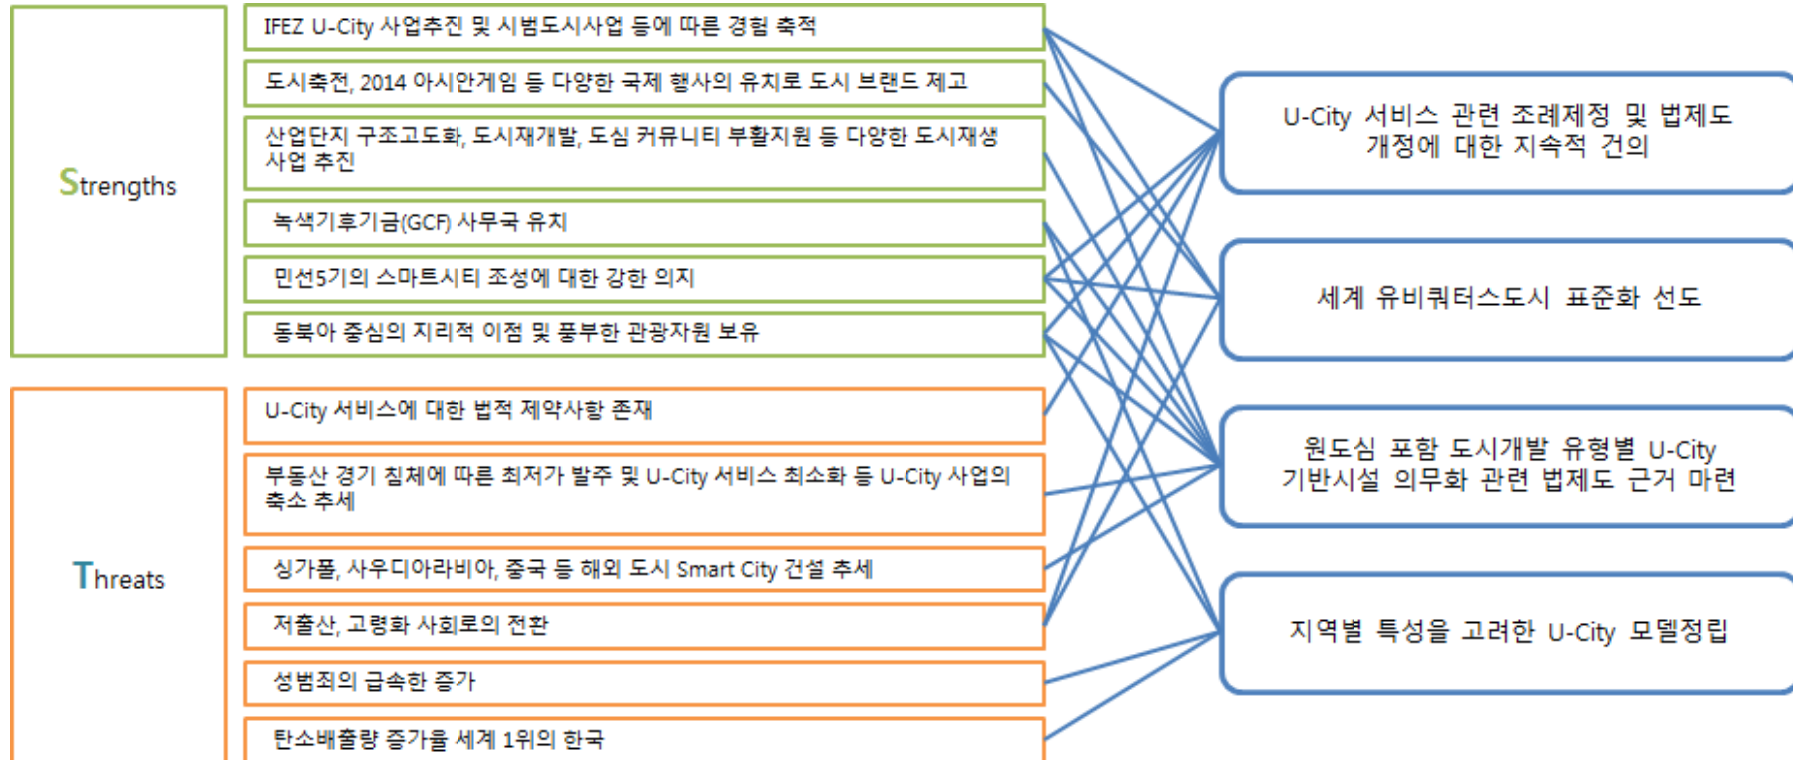 Strengths
IFEZ U-City 사업추진 및 시범도시사업 등에 따른 경험 축적
도시축전, 2014 아시안게임 등 다양한 국제 행사의 유치로 도시 브랜드 제고
산업단지 구조고도화, 도시재개발, 도심 커뮤니티 부활지원 등 다양한 도시재생
사업 추진
녹색기후기금(GCF) 사무국 유치
민선5기의 스마트시티 조성에 대한 강한 의지
동북아 중심의 지리적 이점 및 풍부한 관광자원 보유
Threats
U-City 서비스에 대한 법적 제약사항 존재
부동산 경기 침체에 따른 최저가 발주 및 U-City 서비스 최소화 등 U-City 사업의
축소 추세
싱가폴, 사우디아라비아, 중국 등 해외 도시 Smart City 건설 추세
저출산, 고령화 사회로의 전환
성범죄의 급속한 증가
탄소배출량 증가율 세계 1위의 한국
U-City 서비스 관련 조례제정 및 법제도
개정에 대한 지속적 건의
세계 유비쿼터스도시 표준화 선도
원도심 포함 도시개발 유형별 U-City
기반시설 의무화 관련 법제도 근거 마련
지역별 특성을 고려한 U-City 모델정립